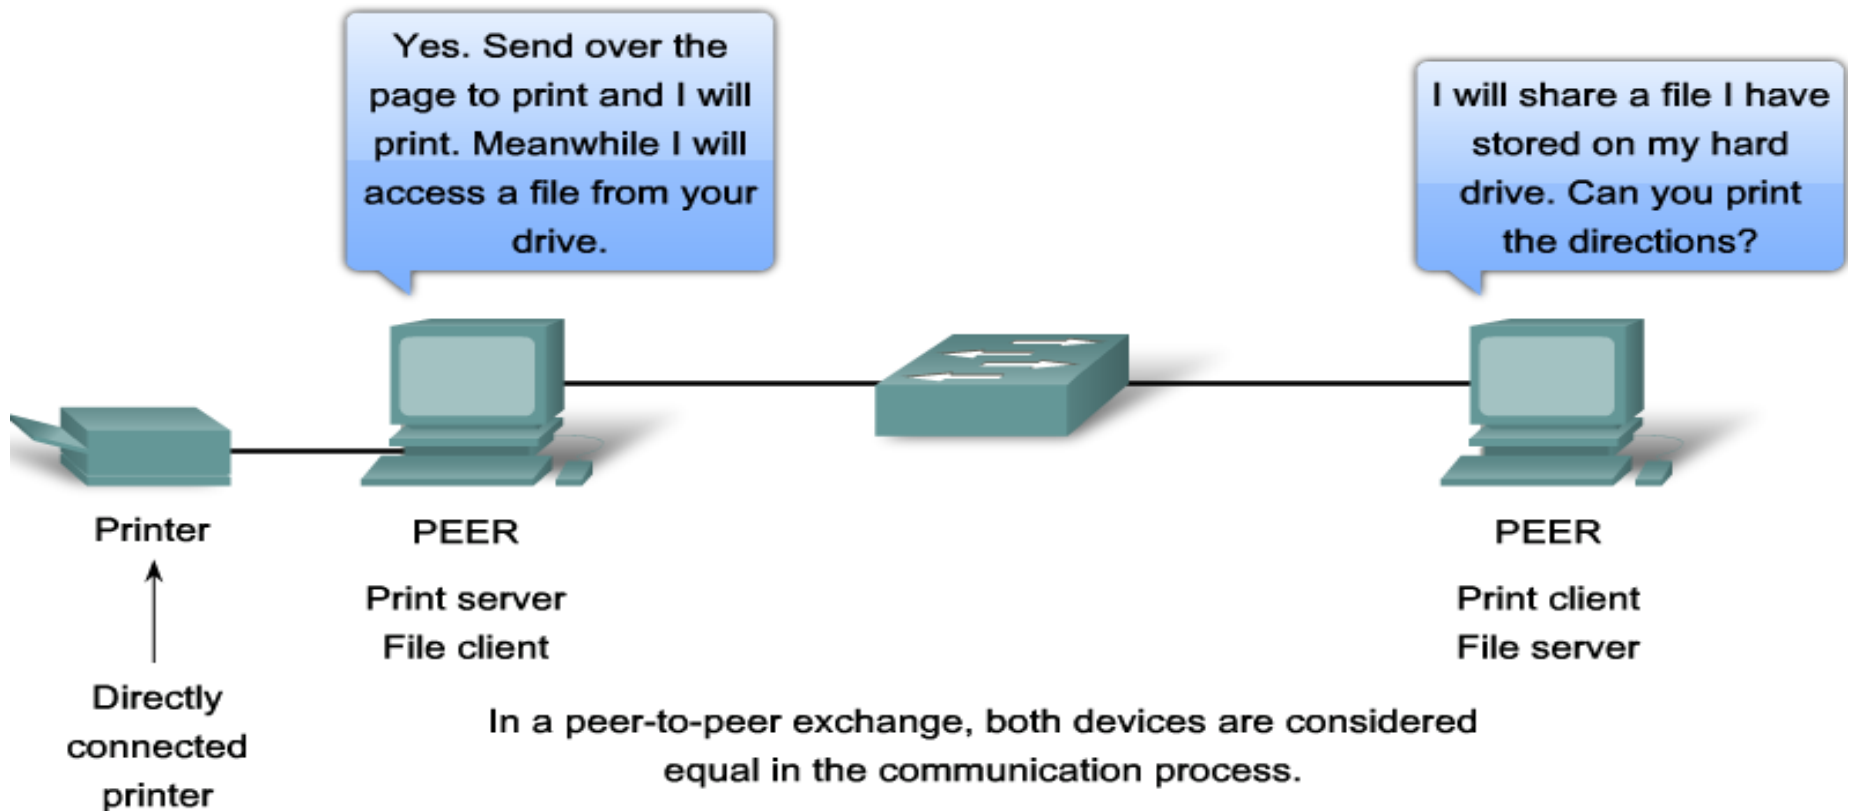 Yes. Send over the
page to print and I will
print. Meanwhile I will
access a file from your
drive.
I will share a file I have
stored on my hard
drive. Can you print
the directions?
Printer
PEER
PEER
Print server
File client
Print client
File server
Directly
connected
printer
In a peer-to-peer exchange, both devices are considered
equal in the communication process.